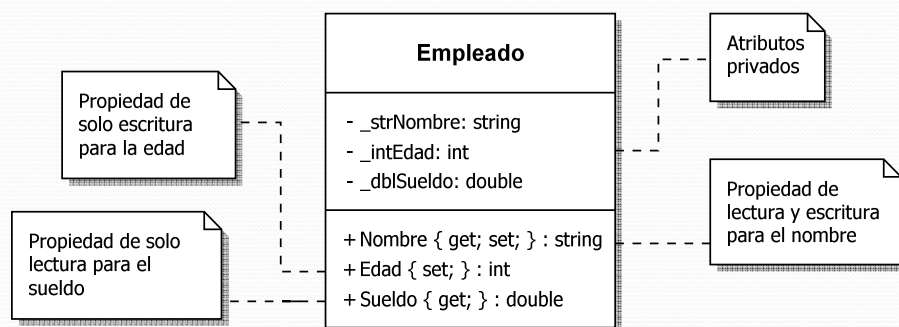 Empleado
- _strNombre: string
- _intEdad: int
- _dblSueldo: double
+ Nombre { get; set; } : string
+ Edad { set; } : int
+ Sueldo { get; } : double
Propiedad de
solo escritura
para la edad
Propiedad de solo
lectura para el
sueldo
Atributos
privados
Propiedad de
lectura y escritura
para el nombre